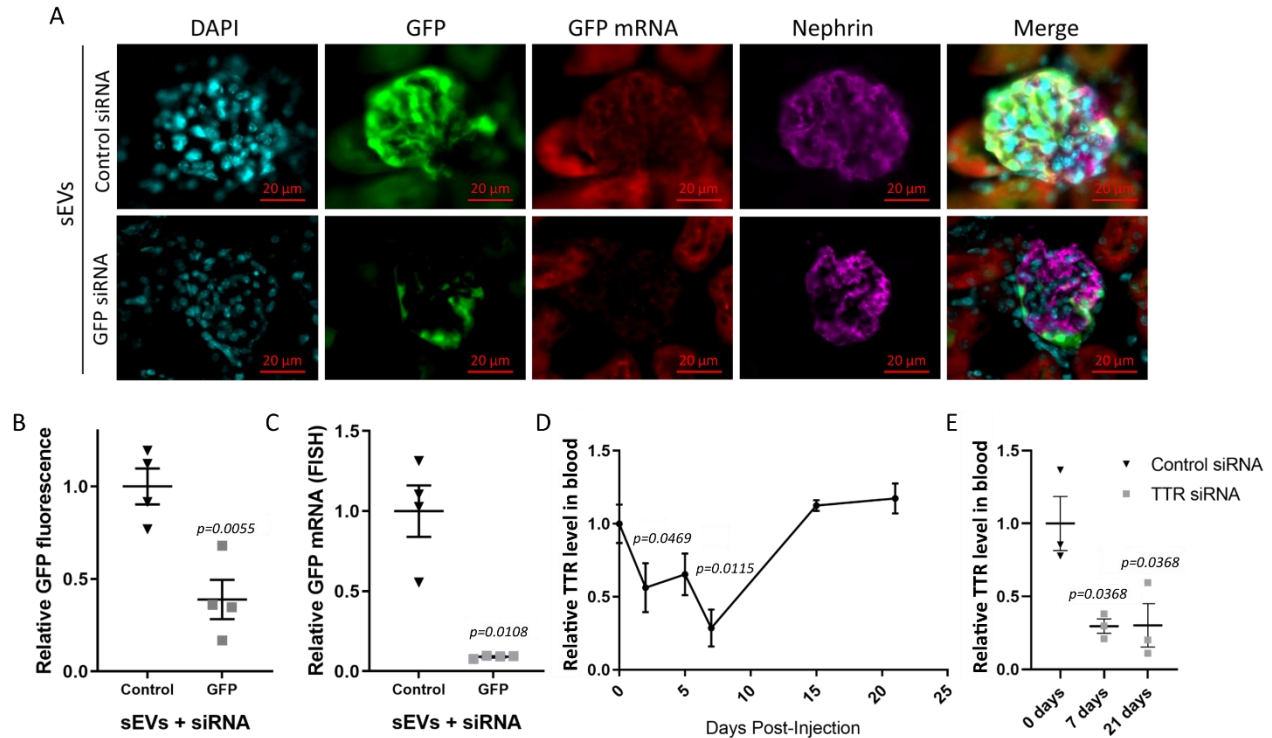 A
DAPI
GFP
GFP mRNA
Nephrin
Merge
sEVs
Control siRNA
20 µm
20 µm
20 µm
20 µm
20 µm
GFP siRNA
20 µm
20 µm
20 µm
20 µm
20 µm
B
Relative GFP fluorescence
1.0
0.5
0.0
p=0.0055
Control
GFP
sEVs + siRNA
C
Relative GFP mRNA (FISH)
1.5
1.0
0.5
0.0
p=0.0108
Control
GFP
sEVs + siRNA
D
Relative TTR level in blood
1.5
1.0
0.5
0.0
p=0.0469
p=0.0115
0
5
10
15
20
25
Days Post-Injection
E
Relative TTR level in blood
1.5
1.0
0.5
0.0
Control siRNA
TTR siRNA
p=0.0368
p=0.0368
0 days
7 days
21 days